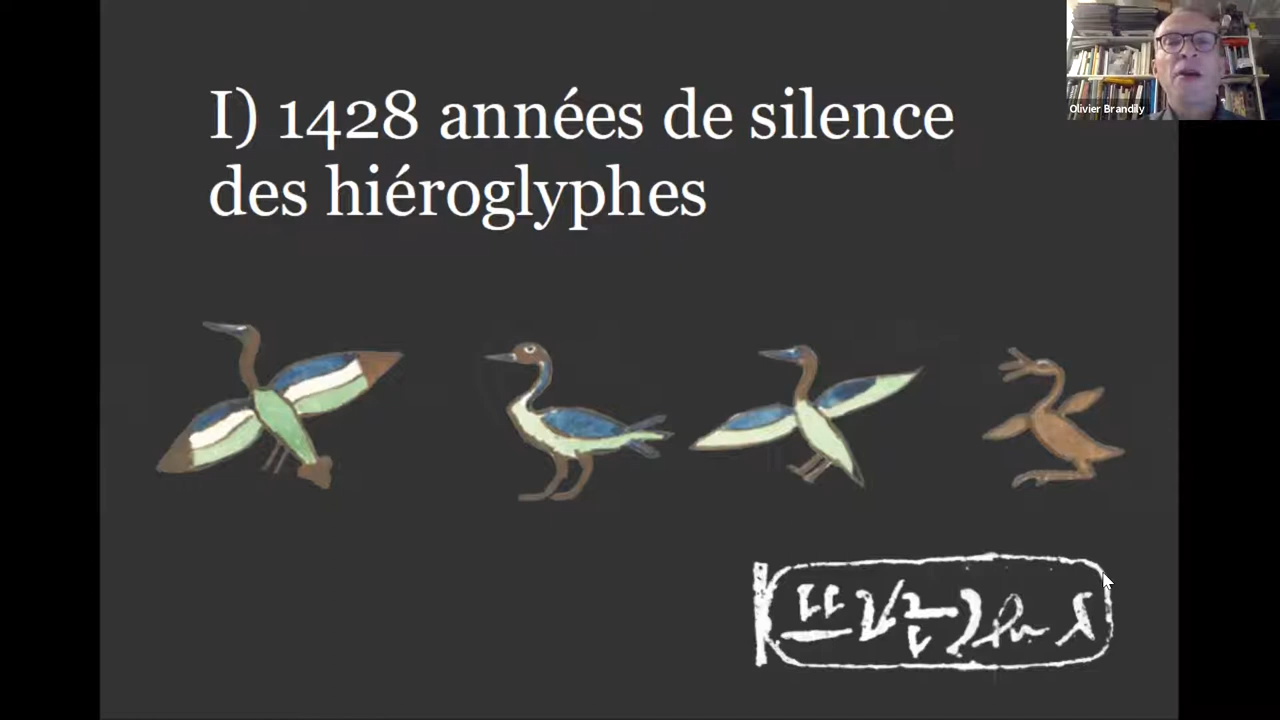 I) 1428 années de silence
des hiéroglyphes
Olivier Brandily